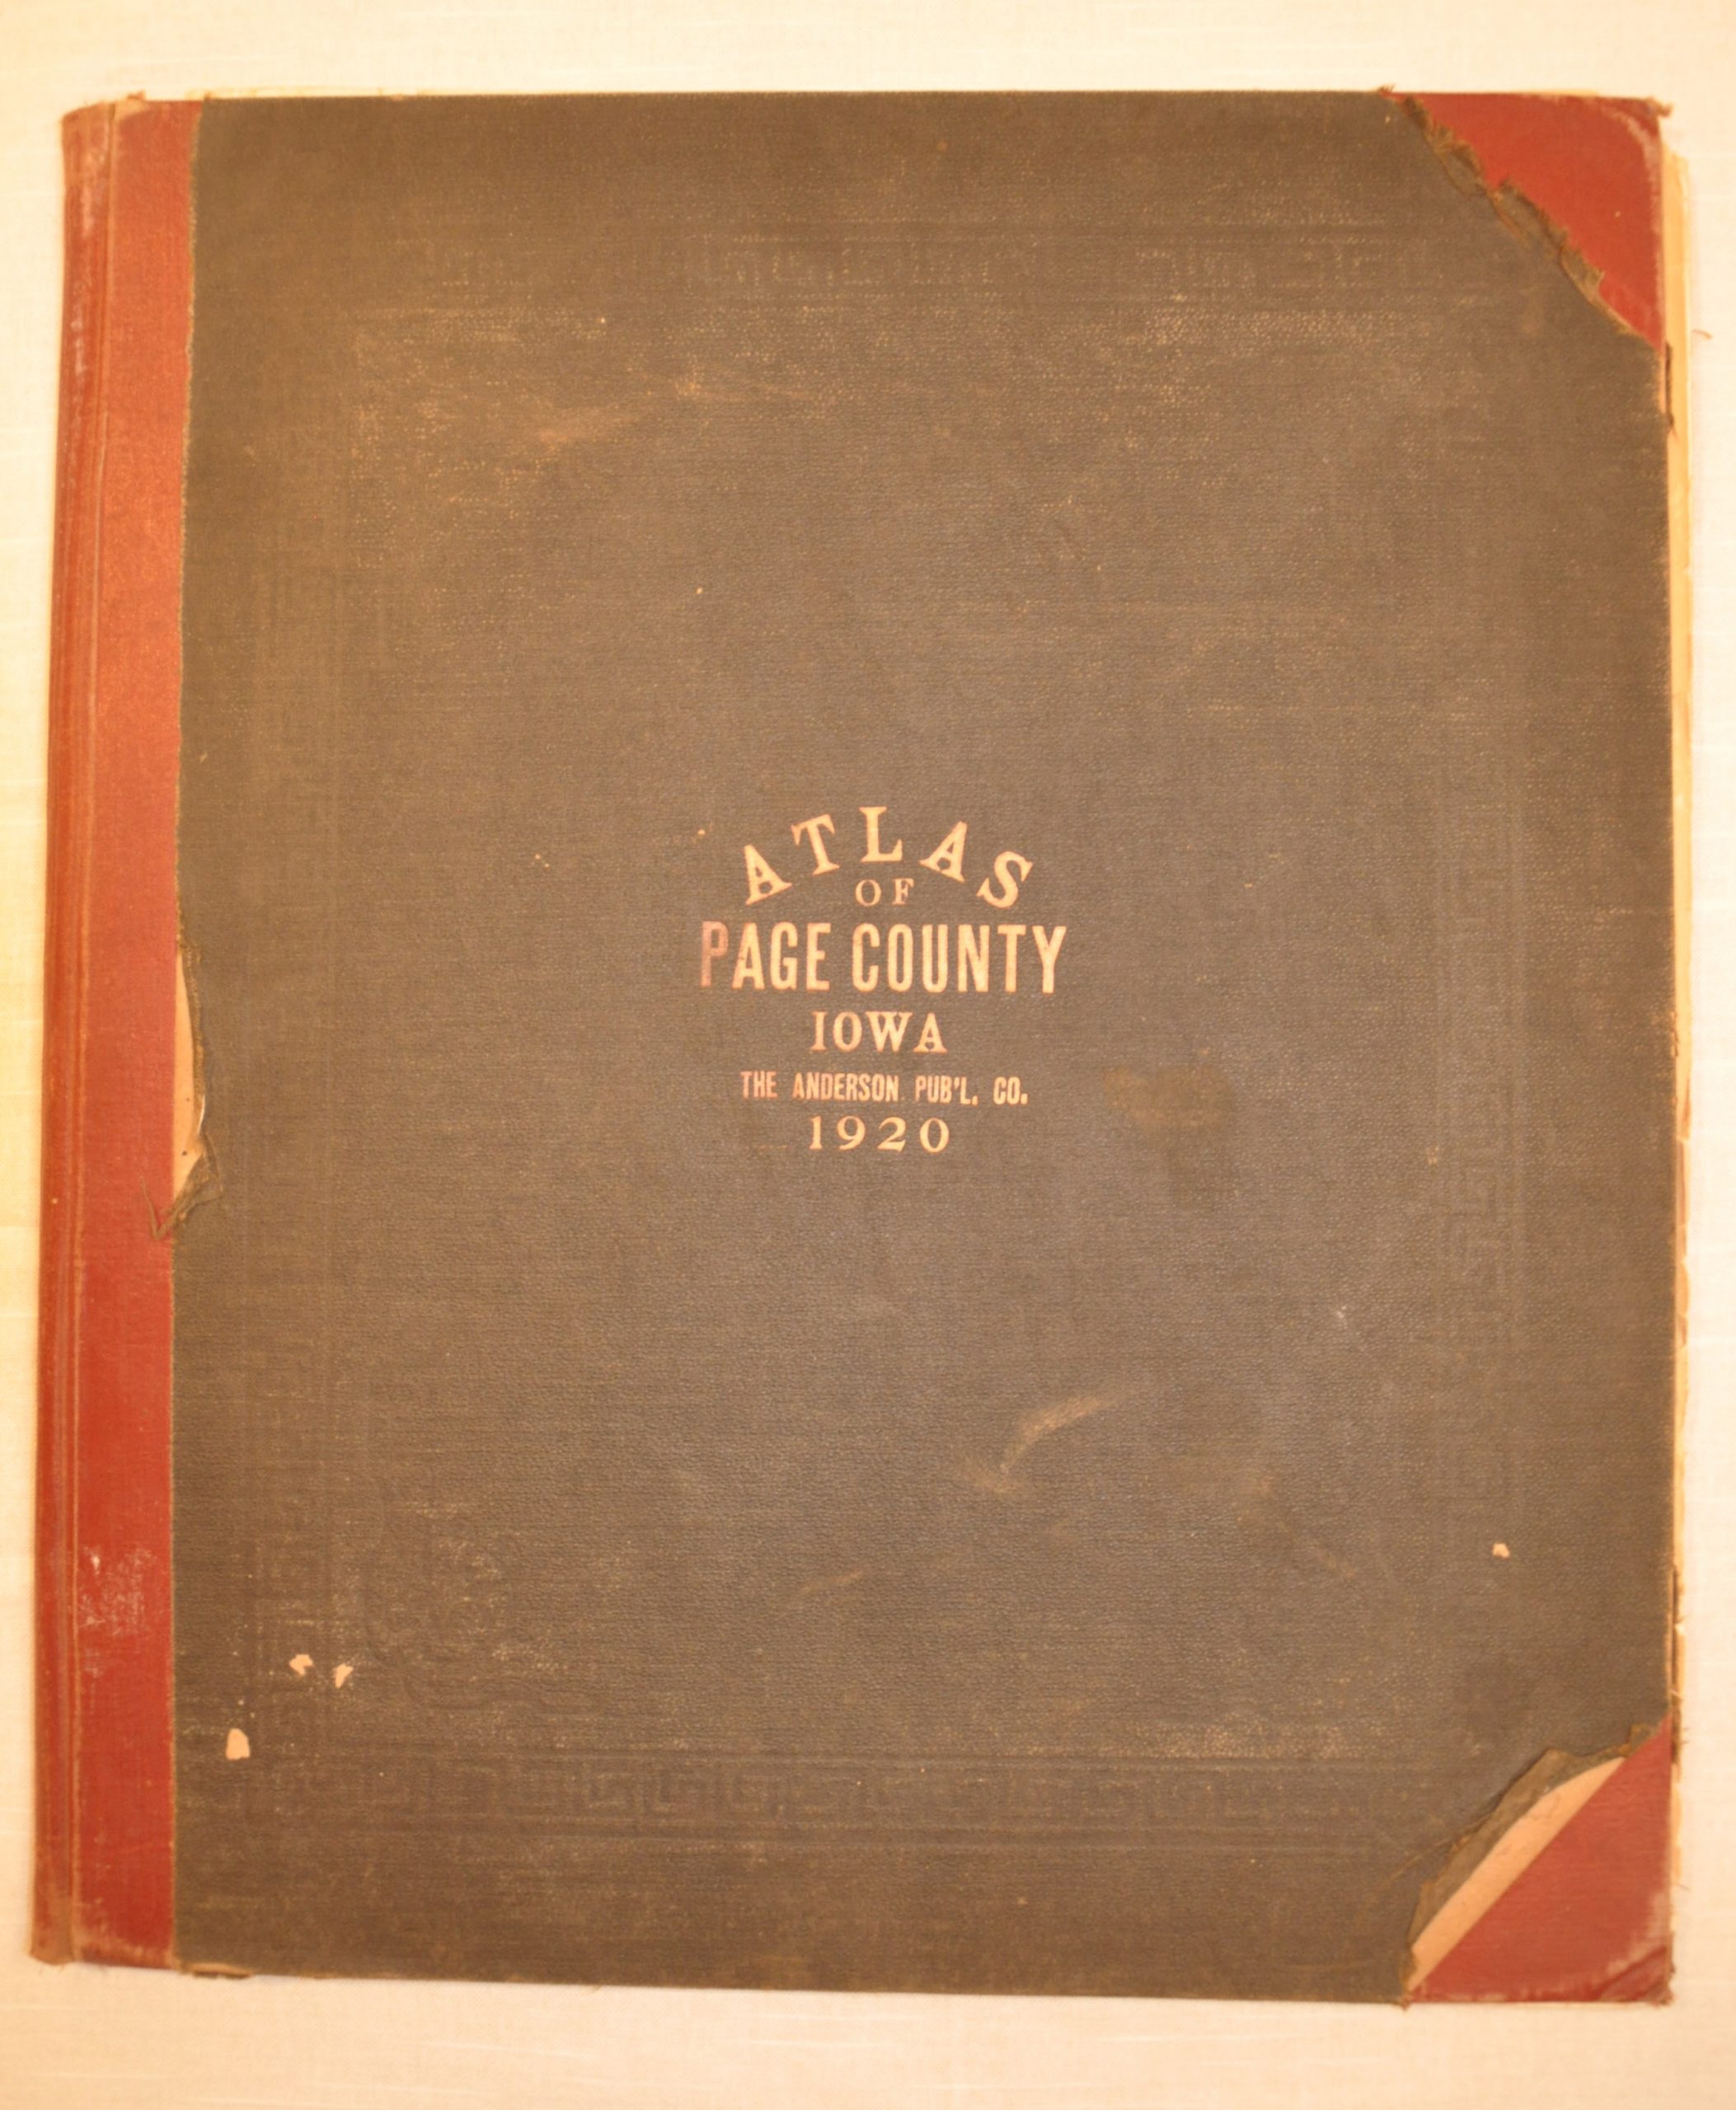 ATLAS
OF
PAGE COUNTY
IOWA
THE ANDERSON PUB'L. CO.
1920